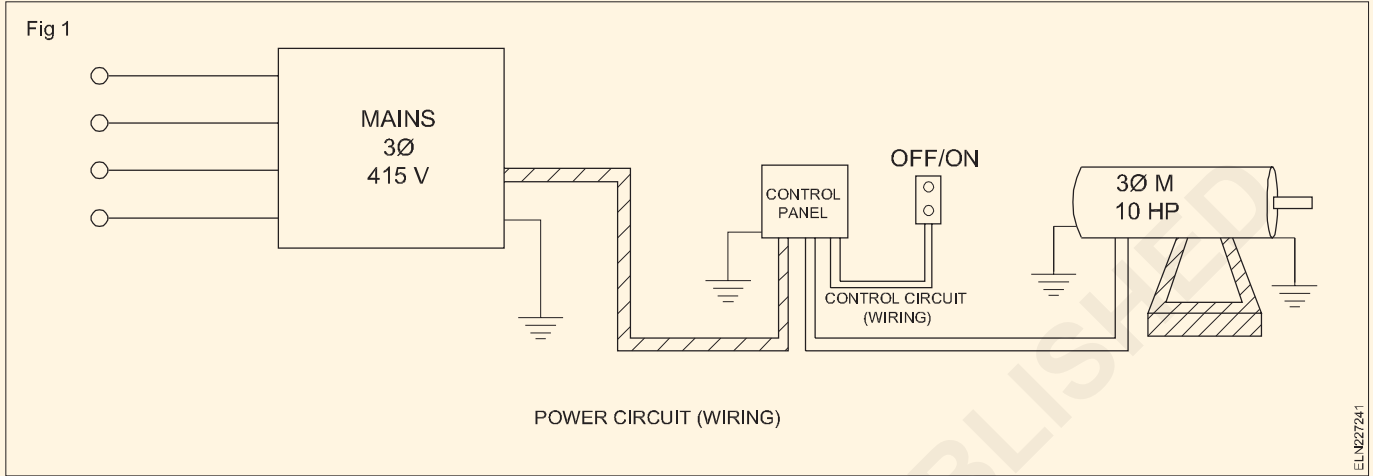 Fig 1
MAINS
3Ø
415 V
OFF/ON
CONTROL
PANEL
3Ø M
10 HP
CONTROL CIRCUIT
(WIRING)
POWER CIRCUIT (WIRING)
ELN227241
BLISHED